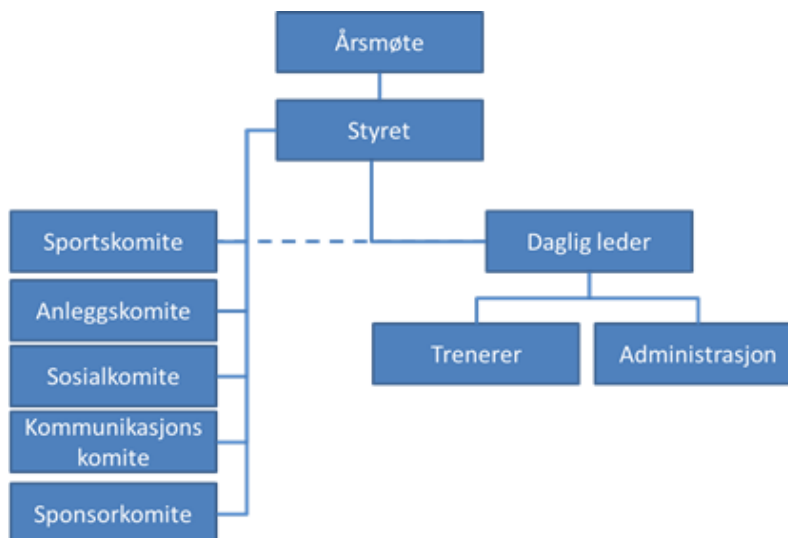 Årsmøte
Styret
Sportskomite
Daglig leder
Anleggskomite
Trenerer
Administrasjon
Sosialkomite
Kommunikasjons
komite
Sponsorkomite